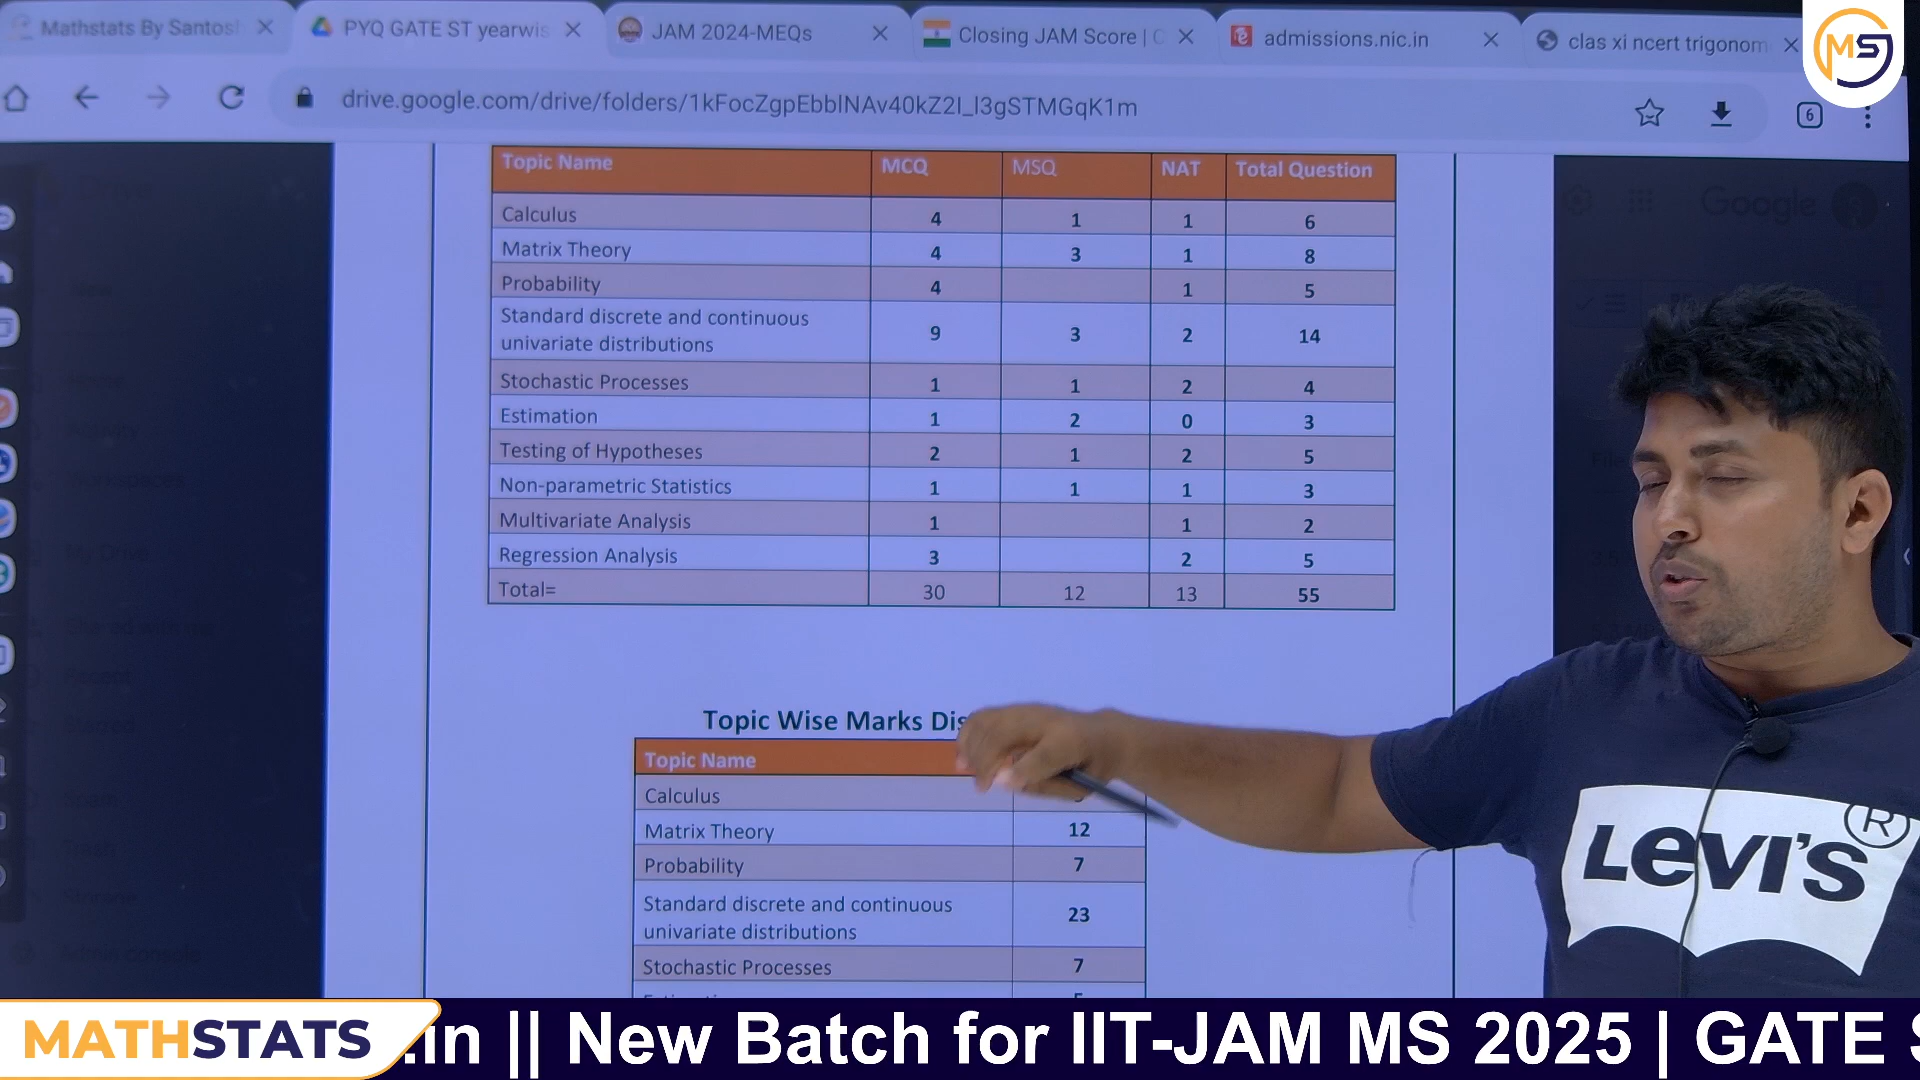 Mathstats By Santosh
PYQ GATE ST yearwis
JAM 2024-MEQs
Closing JAM Score | C
admissions.nic.in
clas xi ncert trigonom
MS
drive.google.com/drive/folders/
6
Google
Topic Name MCQ MSQ NAT Total Question
Calculus 4 1 1 6
Matrix Theory 4 3 1 8
Probability 4 1 5
Standard discrete and continuous
univariate distributions 9 3 2 14
Stochastic Processes 1 1 2 4
Estimation 1 2 0 3
Testing of Hypotheses 2 1 2 5
Non-parametric Statistics 1 1 1 3
Multivariate Analysis 1 1 2
Regression Analysis 3 2 5
Total= 30 12 13 55
Topic Wise Marks Dis
Topic Name
Calculus
Matrix Theory 12
Probability 7
Standard discrete and continuous
univariate distributions 23
Stochastic Processes 7
LEVI'S ®
MATHSTATS
.in || New Batch for IIT-JAM MS 2025 | GATE S